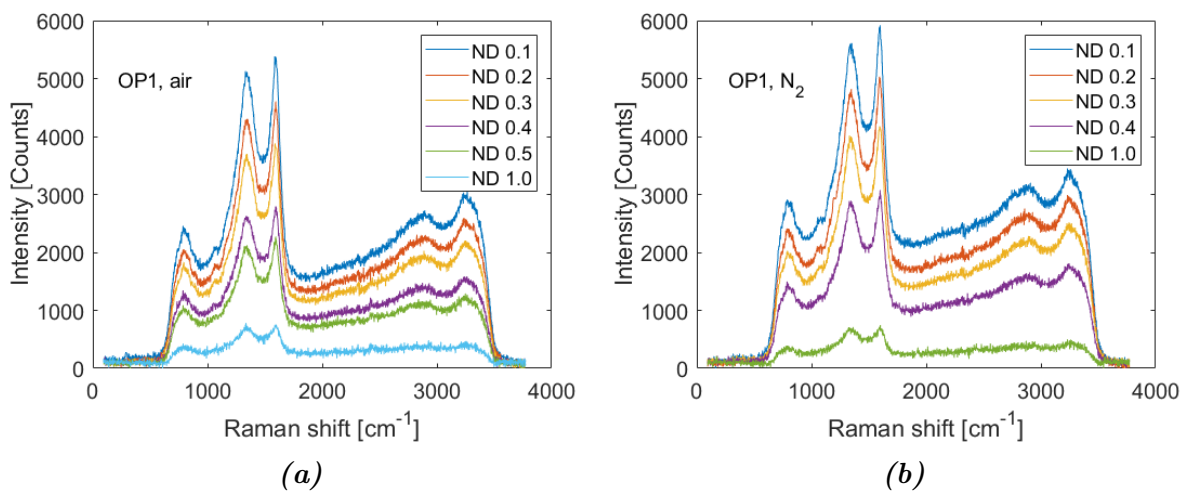 6000
5000
4000
3000
2000
1000
0
Intensity [Counts]
OP1, air
ND 0.1
ND 0.2
ND 0.3
ND 0.4
ND 0.5
ND 1.0
0 1000 2000 3000 4000
Raman shift [cm⁻¹]
(a)
6000
5000
4000
3000
2000
1000
0
Intensity [Counts]
OP1, N₂
ND 0.1
ND 0.2
ND 0.3
ND 0.4
ND 1.0
0 1000 2000 3000 4000
Raman shift [cm⁻¹]
(b)